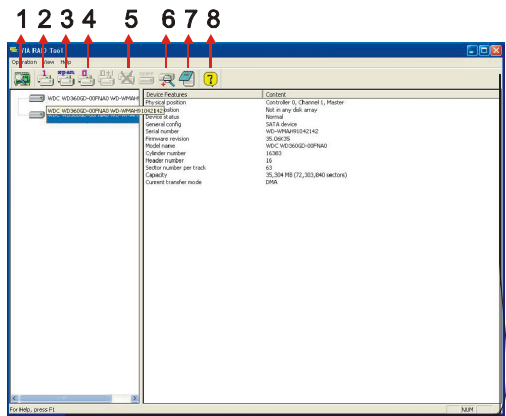 1 2 3 4 5 6 7 8
VIA RAID Tool
Operation View Help
1
0
?
Device Features Content
WDC WD360GD-00FNA0 WD-WMAH
WDC WD360GD-00FNA0 WD-WMAH91042142
Physical position Controller 0, Channel 1, Master
Not in any disk array
Device status Normal
General config SATA device
Serial number WD-WMAH91042142
Firmware revision 35.06K35
Model name WDC WD360GD-00FNA0
Cylinder number 16383
Header number 16
Sector number per track 63
Capacity 35,304 MB (72,303,840 sectors)
Current transfer mode DMA
For Help, press F1
NUM